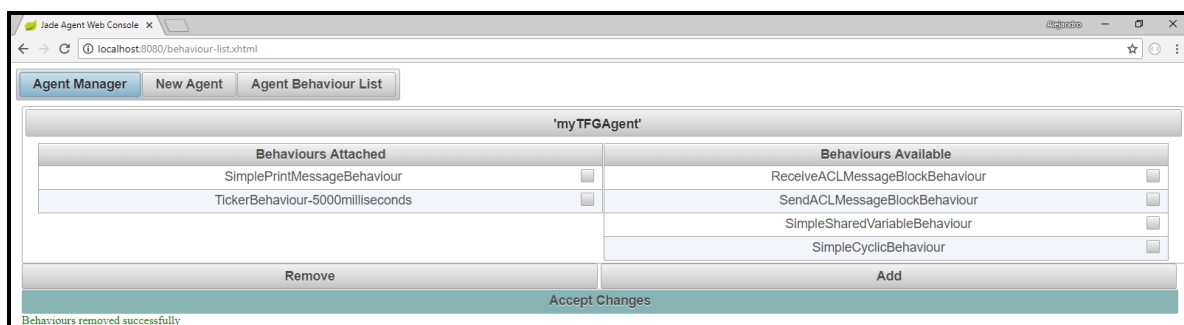 Jade Agent Web Console
Alejandro
localhost:8080/behaviour-list.xhtml
Agent Manager New Agent Agent Behaviour List
'myTFGAgent'
Behaviours Attached Behaviours Available
SimplePrintMessageBehaviour ReceiveACLMessageBlockBehaviour
TickerBehaviour-5000milliseconds SendACLMessageBlockBehaviour
SimpleSharedVariableBehaviour
SimpleCyclicBehaviour
Remove Add
Accept Changes
Behaviours removed successfully